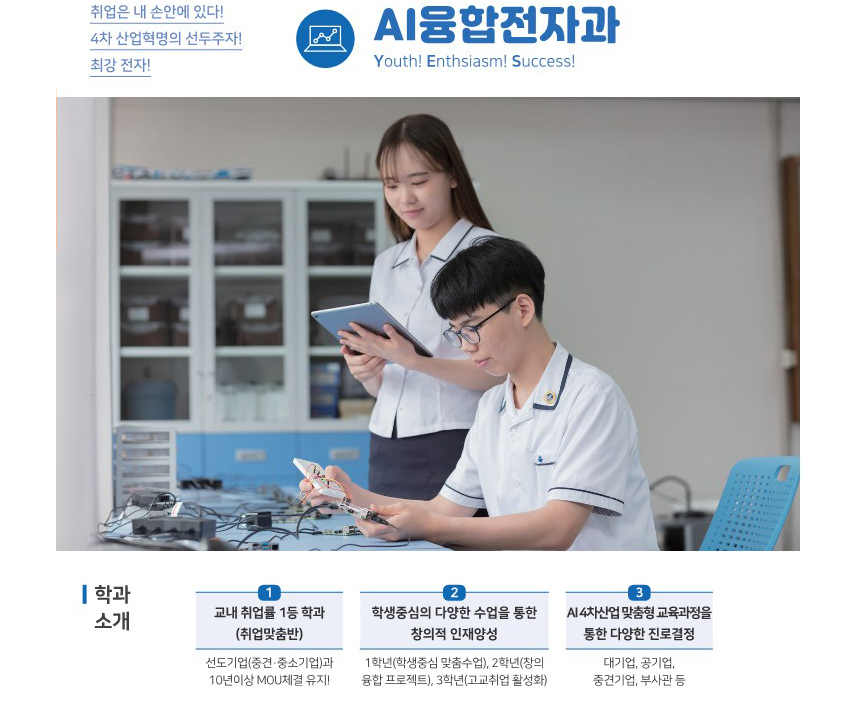 취업은 내 손안에 있다!
4차 산업혁명의 선두주자!
최강 전자!
AI융합전자과
Youth! Enthsiasm! Success!
학과
소개
1
교내 취업률 1등 학과
(취업맞춤반)
선도기업(중견·중소기업)과
10년이상 MOU체결 유지!
2
학생중심의 다양한 수업을 통한
창의적 인재양성
1학년(학생중심 맞춤수업), 2학년(창의
융합 프로젝트), 3학년(고교취업 활성화)
3
AI 4차산업 맞춤형 교육과정을
통한 다양한 진로결정
대기업, 공기업,
중견기업, 부사관 등